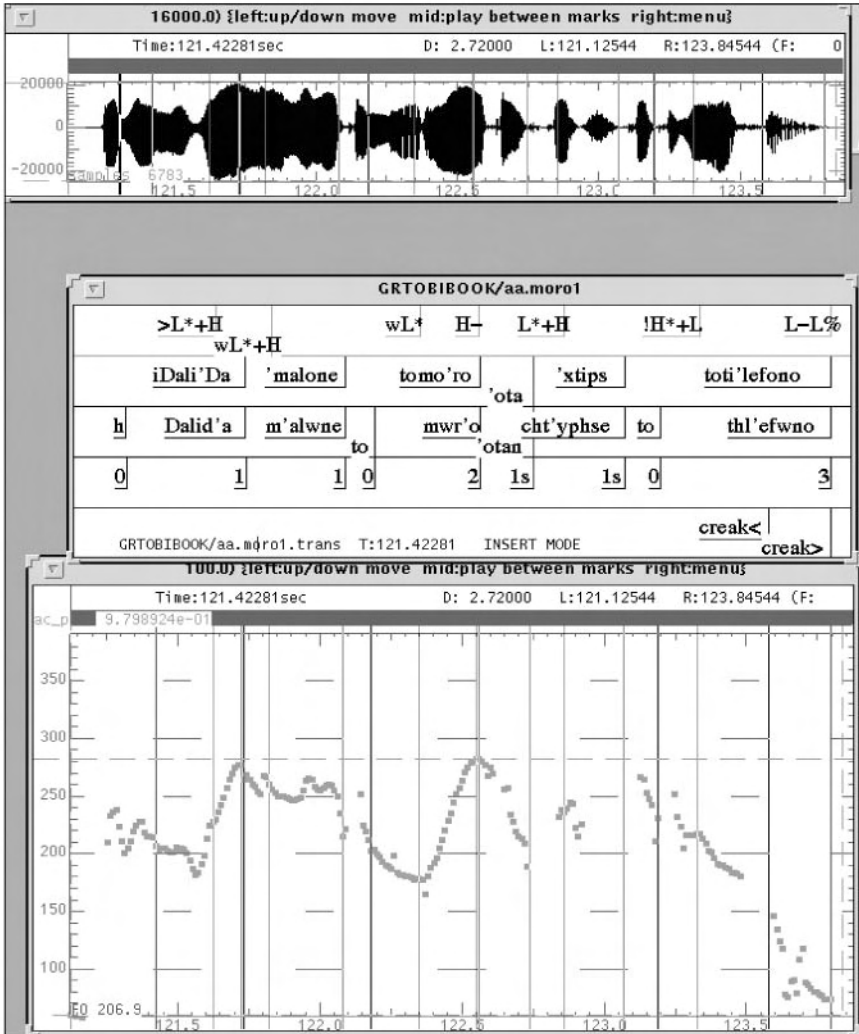 16000.0) {left:up/down move mid:play between marks right:menu}
Time:121.42281sec D: 2.72000 L:121.12544 R:123.84544 (F: 0
20000
0
-20000
samples 6783
121.5 122.0 122.5 123.0 123.5
GRTOBIBOOK/aa.moro1
>L*+H wL* H- L*+H !H*+L L-L%
wL*+H
iDali'Da 'malone tomo'ro 'xtips toti'lefono
'ota
h Dalid'a m'alwne mwr'o cht'yphse to thl'efwno
to 'otan
0 1 1 0 2 1s 1s 0 3
creak<
GRTOBIBOOK/aa.moro1.trans T:121.42281 INSERT MODE
creak>
100.0) {left:up/down move mid:play between marks right:menu}
Time:121.42281sec D: 2.72000 L:121.12544 R:123.84544 (F:
ac_p 9.798924e-01
350
300
250
200
150
100
F0 206.9
121.5 122.0 122.5 123.0 123.5